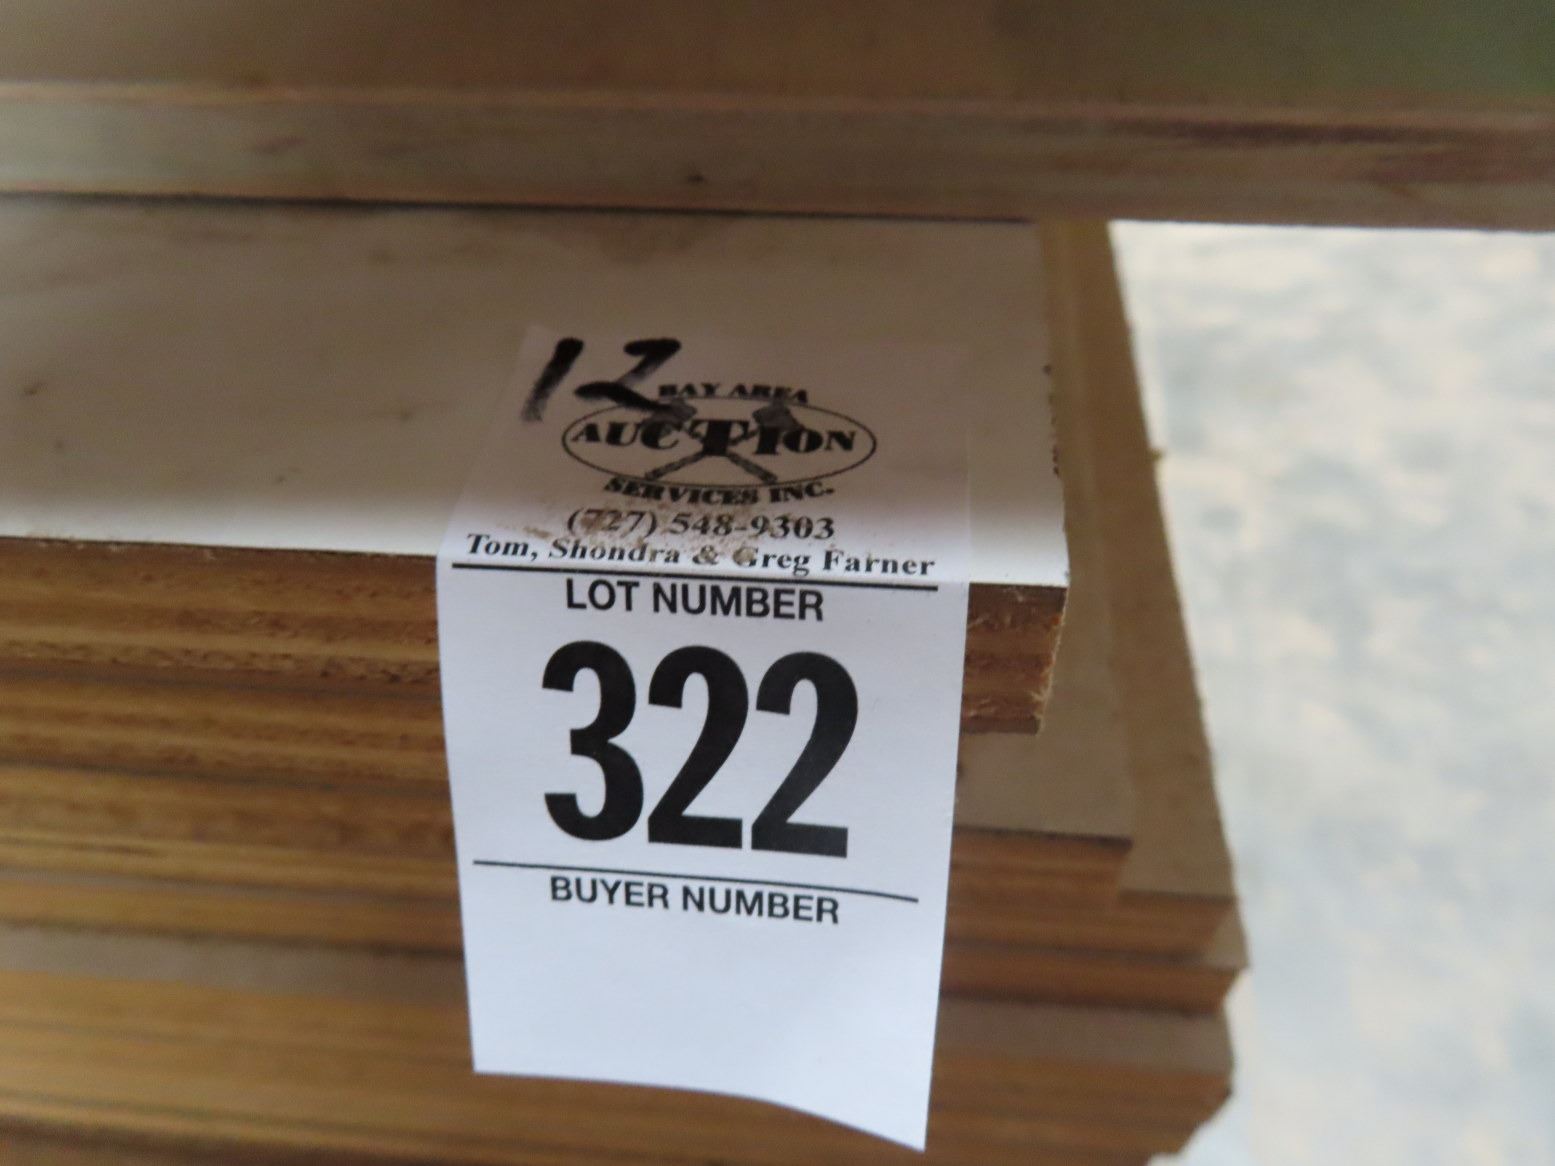 12
BAY AREA
AUCTION
SERVICES INC.
(727) 548-9303
Tom, Shondra & Greg Farner
LOT NUMBER
322
BUYER NUMBER